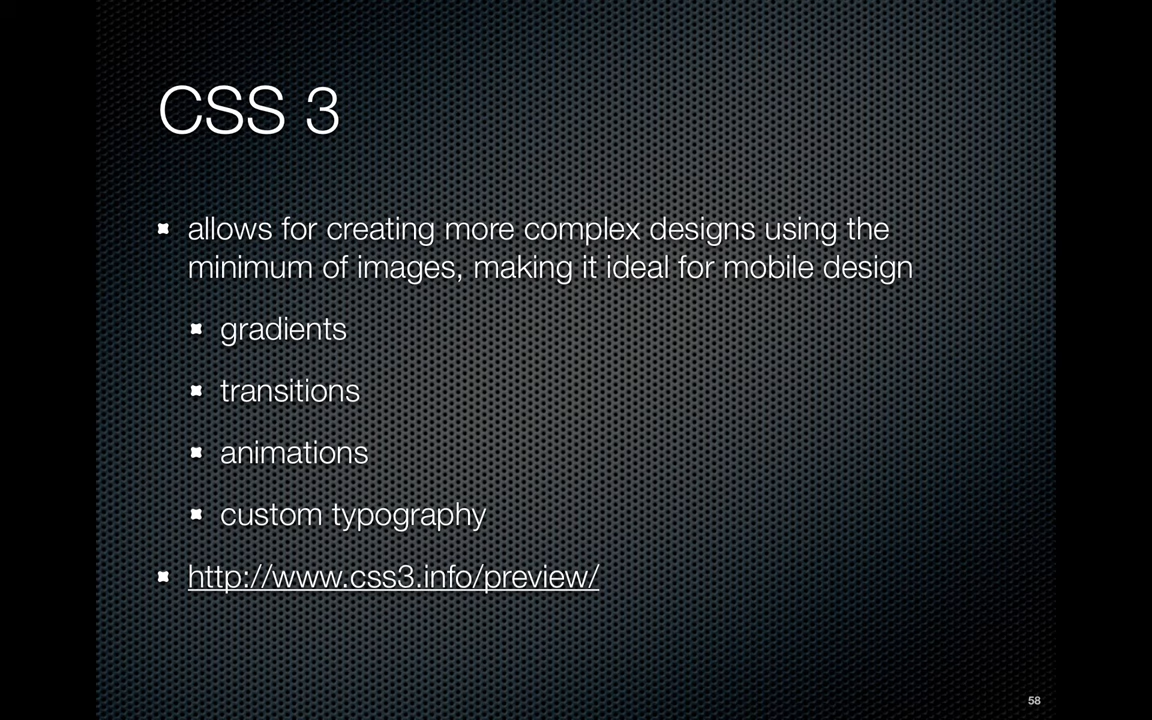 CSS 3
allows for creating more complex designs using the
minimum of images, making it ideal for mobile design
gradients
transitions
animations
custom typography
http://www.css3.info/preview/
58